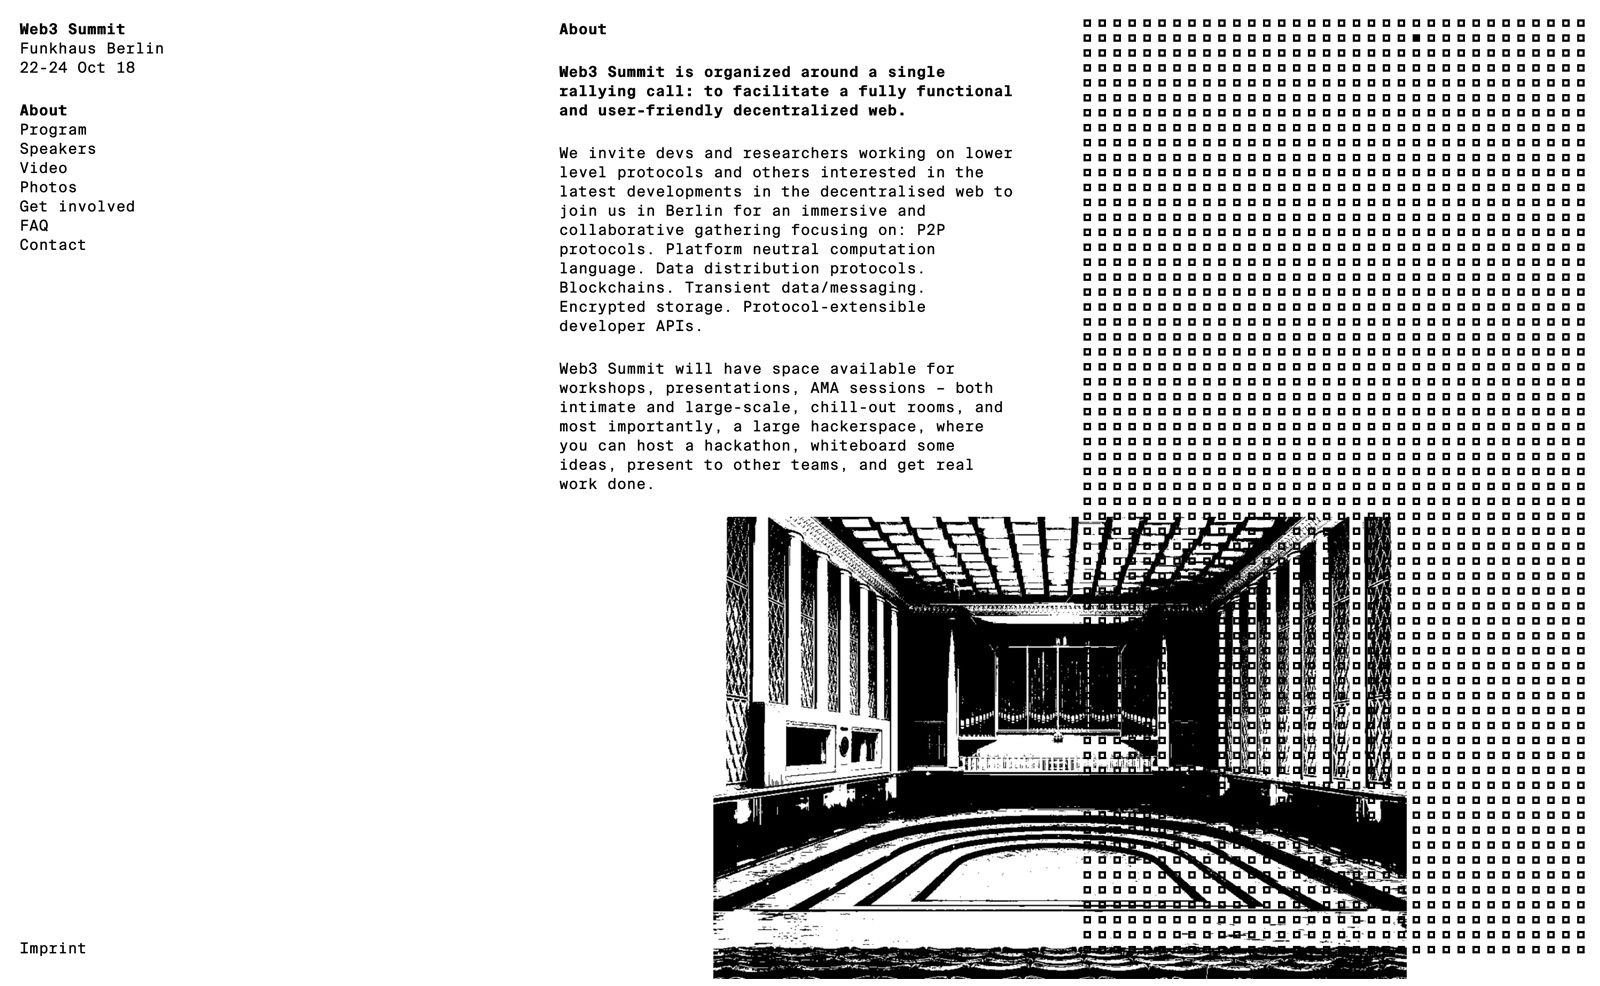 Web3 Summit
Funkhaus Berlin
22-24 Oct 18
About
Program
Speakers
Video
Photos
Get involved
FAQ
Contact
Imprint
About
Web3 Summit is organized around a single
rallying call: to facilitate a fully functional
and user-friendly decentralized web.
We invite devs and researchers working on lower
level protocols and others interested in the
latest developments in the decentralised web to
join us in Berlin for an immersive and
collaborative gathering focusing on: P2P
protocols. Platform neutral computation
language. Data distribution protocols.
Blockchains. Transient data/messaging.
Encrypted storage. Protocol-extensible
developer APIs.
Web3 Summit will have space available for
workshops, presentations, AMA sessions – both
intimate and large-scale, chill-out rooms, and
most importantly, a large hackerspace, where
you can host a hackathon, whiteboard some
ideas, present to other teams, and get real
work done.